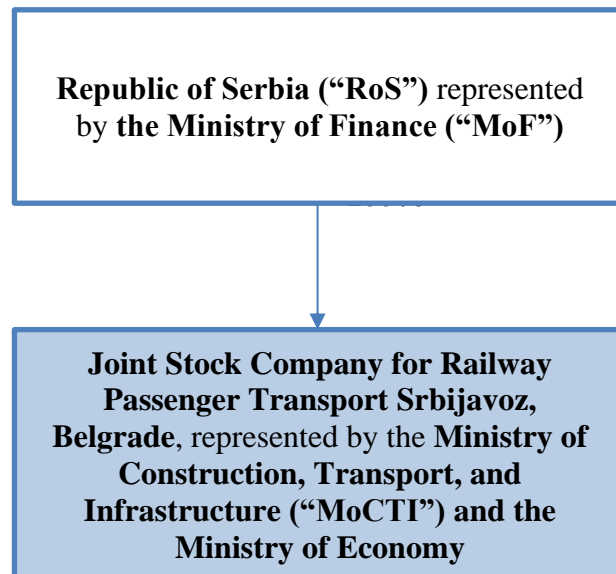 Republic of Serbia (“RoS”) represented
by the Ministry of Finance (“MoF”)
Joint Stock Company for Railway
Passenger Transport Srbijavoz,
Belgrade, represented by the Ministry of
Construction, Transport, and
Infrastructure (“MoCTI”) and the
Ministry of Economy